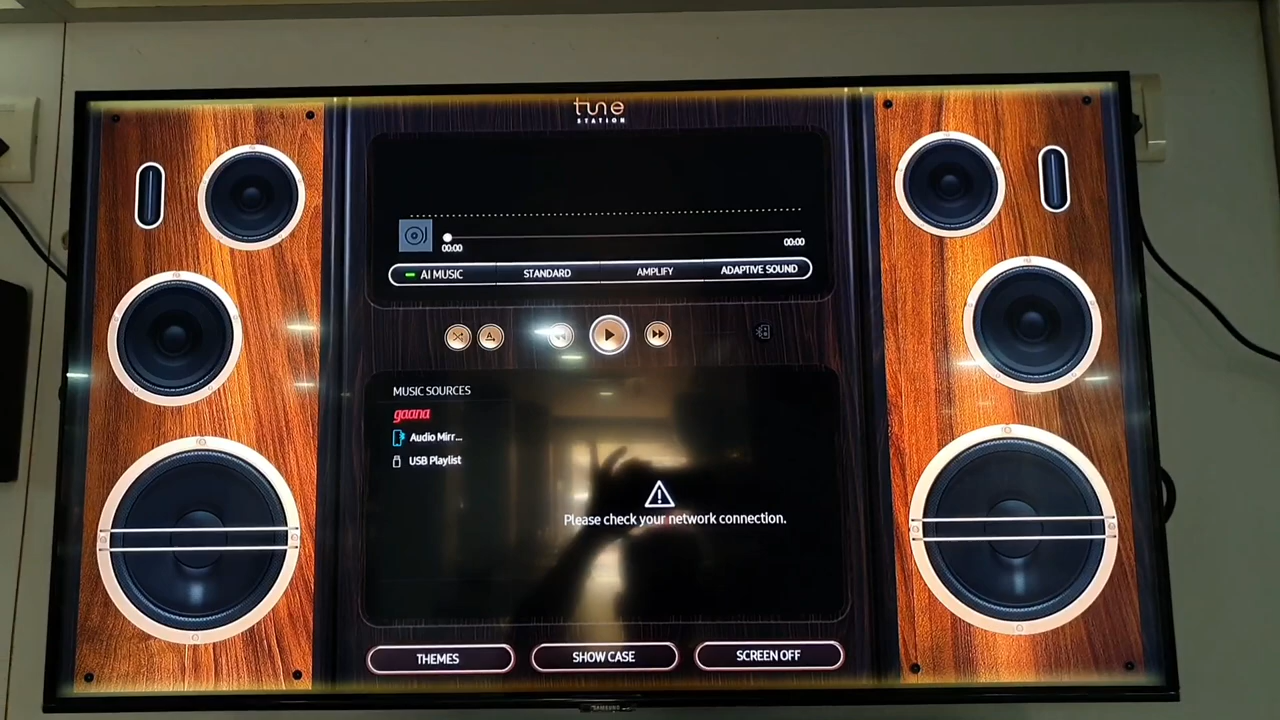 tune
STATION
00:00
00:00
AI MUSIC
STANDARD
AMPLIFY
ADAPTIVE SOUND
MUSIC SOURCES
gaana
Audio Mirr...
USB Playlist
Please check your network connection.
THEMES
SHOW CASE
SCREEN OFF
SAMSUNG